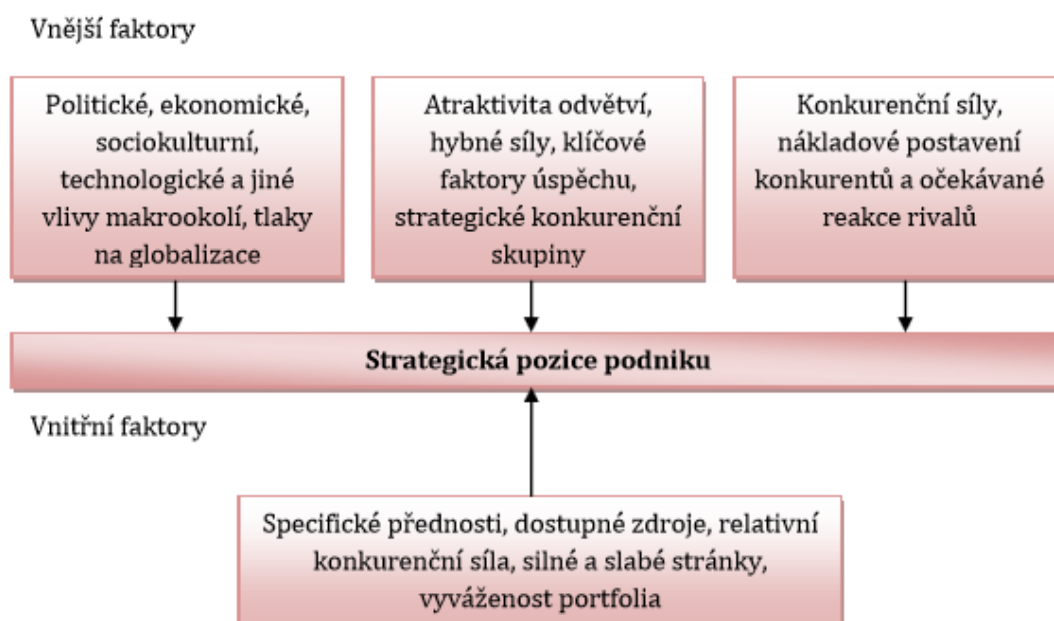 Vnější faktory
Politické, ekonomické,
sociokulturní,
technologické a jiné
vlivy makrookolí, tlaky
na globalizace
Atraktivita odvětví,
hybné síly, klíčové
faktory úspěchu,
strategické konkurenční
skupiny
Konkurenční síly,
nákladové postavení
konkurentů a očekávané
reakce rivalů
Strategická pozice podniku
Vnitřní faktory
Specifické přednosti, dostupné zdroje, relativní
konkurenční síla, silné a slabé stránky,
vyváženost portfolia